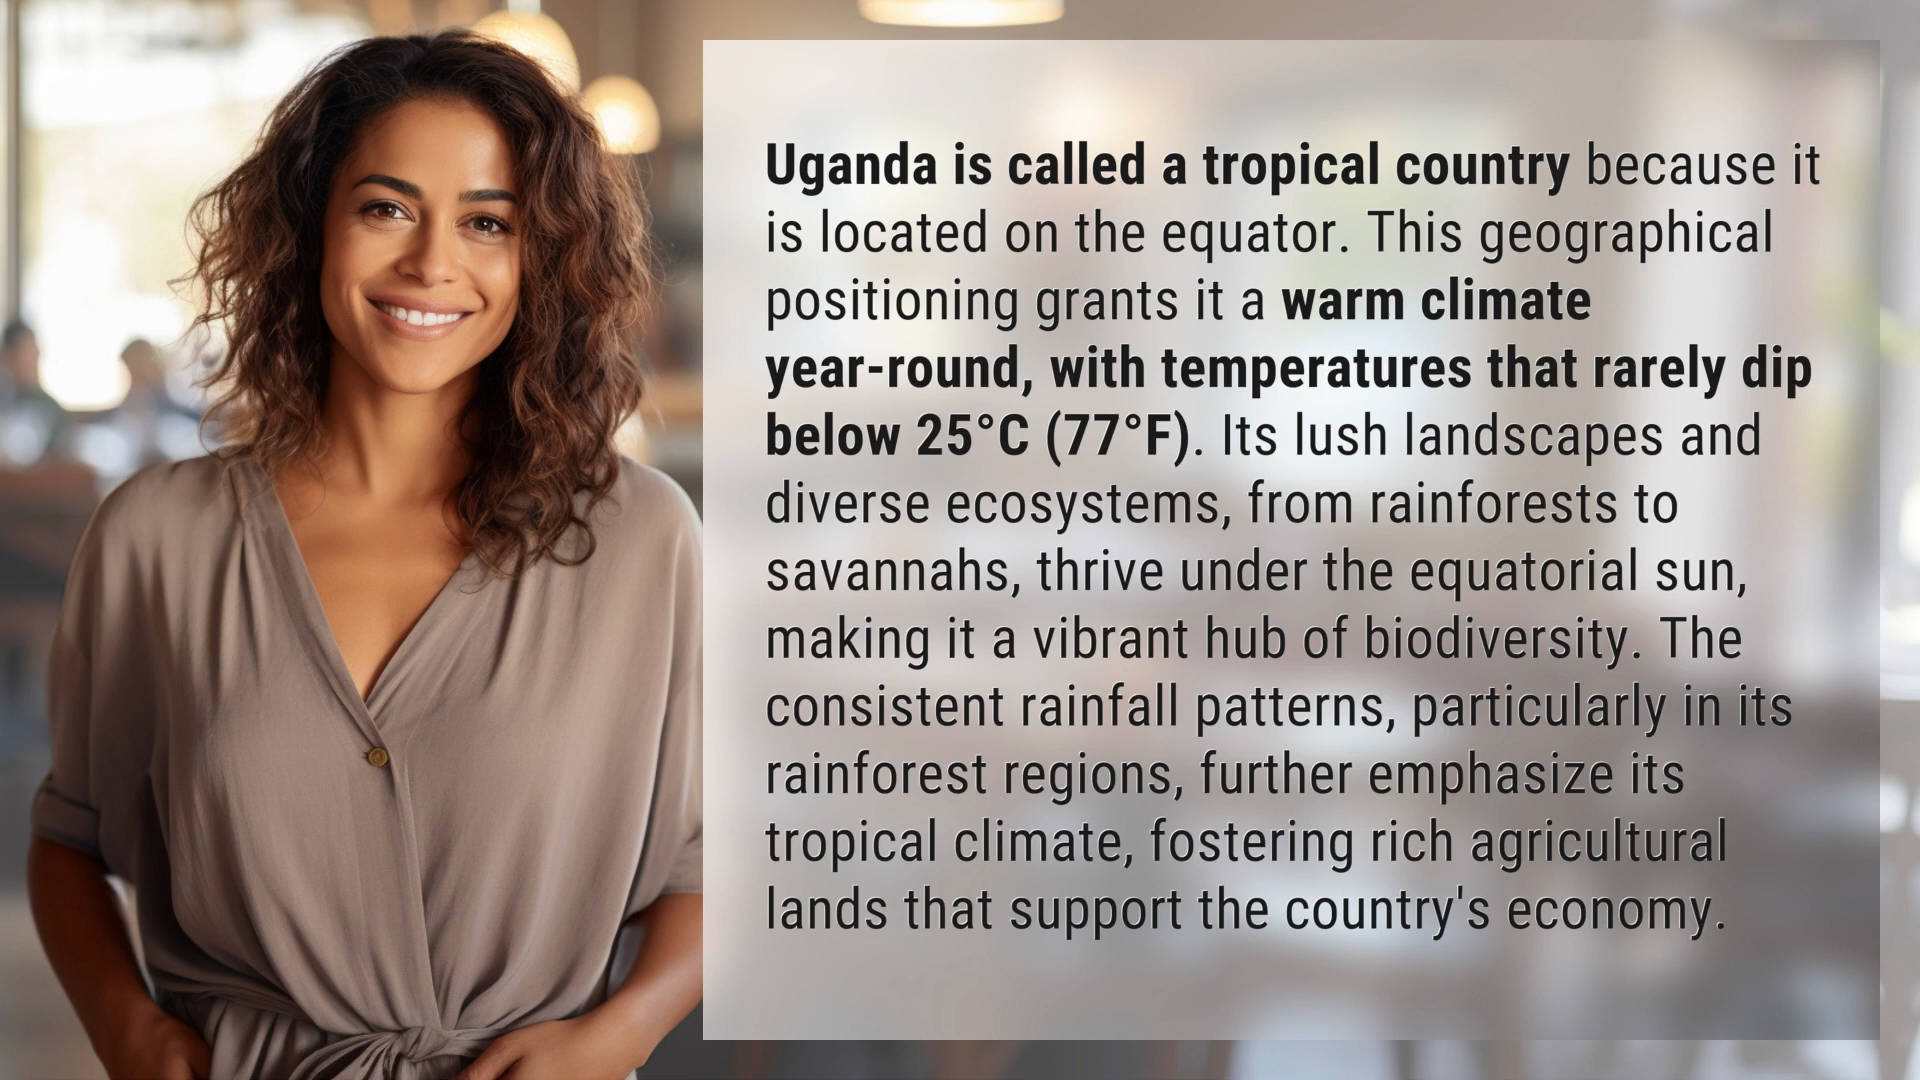 Uganda is called a tropical country because it
is located on the equator. This geographical
positioning grants it a warm climate
year-round, with temperatures that rarely dip
below 25°C (77°F). Its lush landscapes and
diverse ecosystems, from rainforests to
savannahs, thrive under the equatorial sun,
making it a vibrant hub of biodiversity. The
consistent rainfall patterns, particularly in its
rainforest regions, further emphasize its
tropical climate, fostering rich agricultural
lands that support the country's economy.